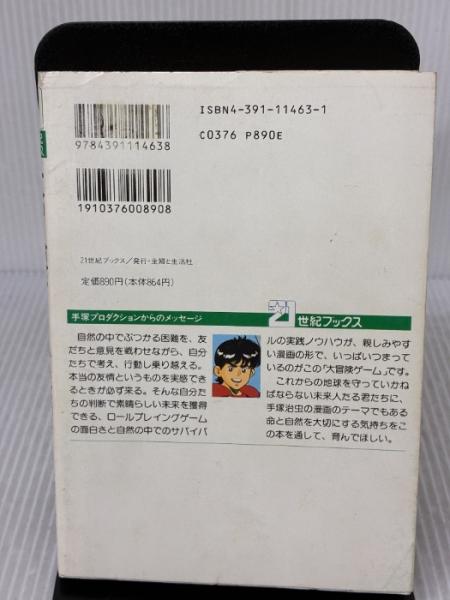 ISBN4-391-11463-1
C0376 P890E
9784391114638
1910376008908
21世紀ブックス／発行・主婦と生活社
定価890円(本体864円)
手塚プロダクションからのメッセージ
自然の中でぶつかる困難を、友
だちと意見を戦わせながら、自分
たちで考え、行動し乗り越える。
本当の友情というものを実感でき
るときが必ず来る。そんな自分た
ちの判断で素晴らしい未来を獲得
できる、ロールプレイングゲーム
の面白さと自然の中でのサバイバ
21
世紀ブックス
ルの実践ノウハウが、親しみやす
い漫画の形で、いっぱいつまって
いるのがこの「大冒険ゲーム」です。
これからの地球を守っていかね
ばならない未来人たる君たちに、
手塚治虫の漫画のテーマでもある
命と自然を大切にする気持ちをこ
の本を通して、育んでほしい。